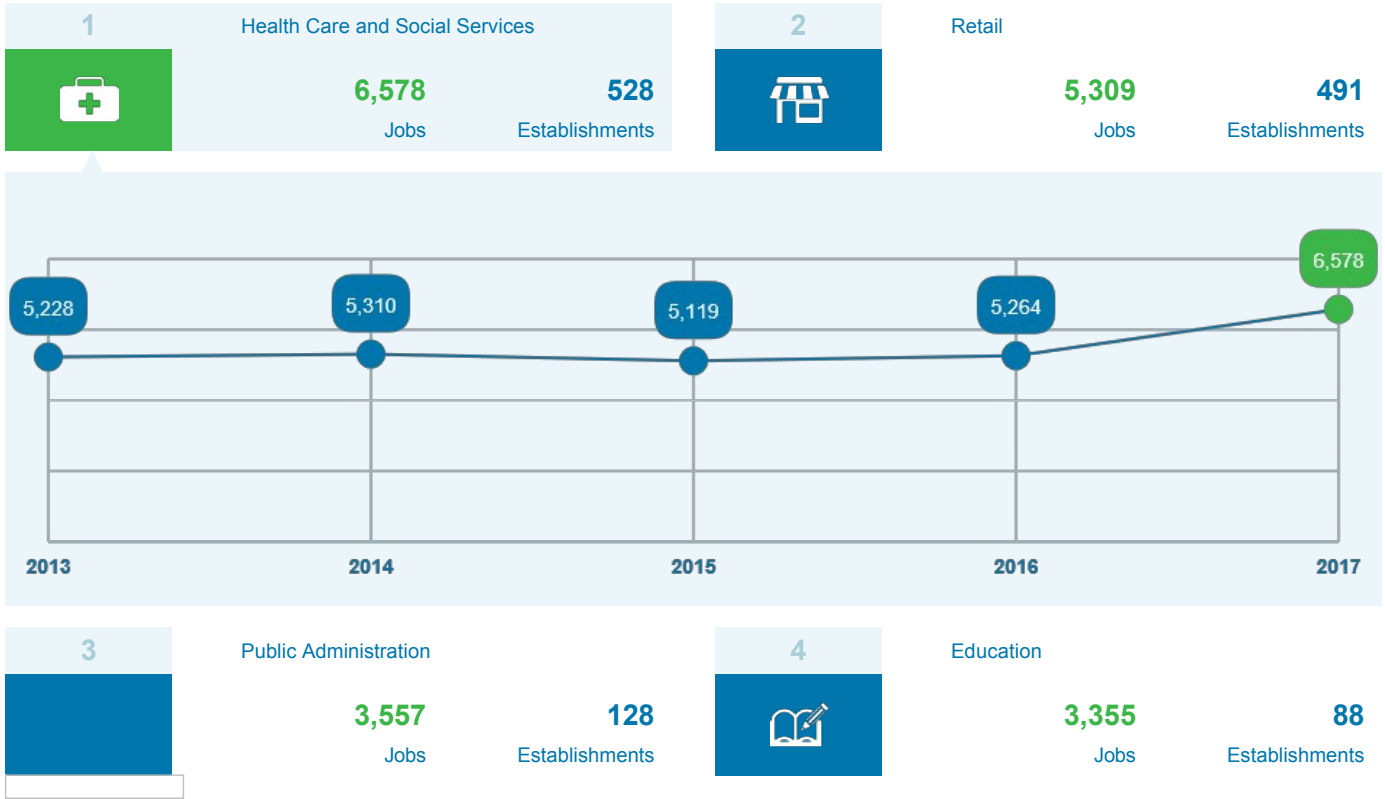 1
Health Care and Social Services
6,578
528
Jobs
Establishments
2
Retail
5,309
491
Jobs
Establishments
5,228
5,310
5,119
5,264
6,578
2013
2014
2015
2016
2017
3
Public Administration
3,557
128
Jobs
Establishments
4
Education
3,355
88
Jobs
Establishments